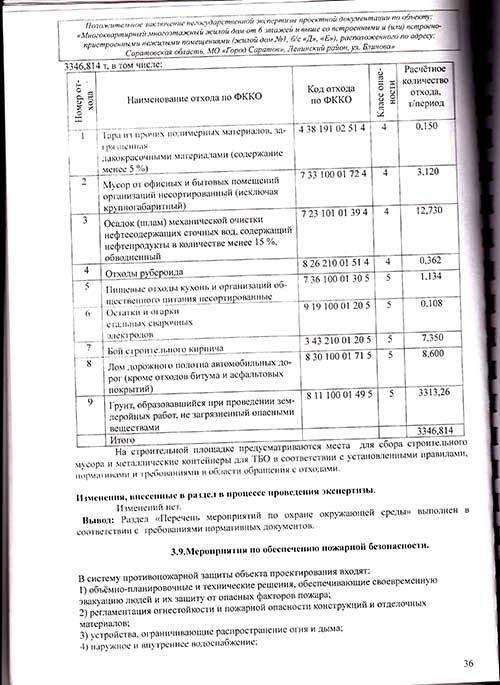 Положительное заключение негосударственной экспертизы проектной документации по объекту:
«Многоквартирный многоэтажный жилой дом от 6 этажей и выше со встроенными и (или) встроенно-
пристроенными нежилыми помещениями (жилой дом №1, б/с «Д», «Е»), расположенного по адресу:
Саратовская область, МО «Город Саратов», Ленинский район, ул. Блинова»
3346,814 т, в том числе:
Номер от-
хода
Наименование отхода по ФККО
Код отхода
по ФККО
Класс опас-
ности
Расчётное
количество
отхода,
т/период
1
Тара из прочих полимерных материалов, за-
грязненная
лакокрасочными материалами (содержание
менее 5 %)
4 38 191 02 51 4
4
0,150
2
Мусор от офисных и бытовых помещений
организаций несортированный (исключая
крупногабаритный)
7 33 100 01 72 4
4
3,120
3
Осадок (шлам) механической очистки
нефтесодержащих сточных вод, содержащий
нефтепродукты в количестве менее 15 %,
обводненный
7 23 101 01 39 4
4
12,730
4
Отходы рубероида
8 26 210 01 51 4
4
0,362
5
Пищевые отходы кухонь и организаций об-
щественного питания несортированные
7 36 100 01 30 5
5
1,134
6
Остатки и огарки
стальных сварочных
электродов
9 19 100 01 20 5
5
0,108
7
Бой строительного кирпича
3 43 210 01 20 5
5
7,350
8
Лом дорожного полотна автомобильных до-
рог (кроме отходов битума и асфальтовых
покрытий)
8 30 100 01 71 5
5
8,600
9
Грунт, образовавшийся при проведении зем-
леройных работ, не загрязненный опасными
веществами
8 11 100 01 49 5
5
3313,26
Итого
3346,814
На строительной площадке предусматриваются места для сбора строительного
мусора и металлические контейнеры для ТБО в соответствии с установленными правилами,
нормативами и требованиями в области обращения с отходами.
Изменения, внесенные в раздел в процессе проведения экспертизы.
Изменений нет.
Вывод: Раздел «Перечень мероприятий по охране окружающей среды» выполнен в
соответствии с требованиями нормативных документов.
3.9.Мероприятия по обеспечению пожарной безопасности.
В систему противопожарной защиты объекта проектирования входят:
1) объёмно-планировочные и технические решения, обеспечивающие своевременную
эвакуацию людей и их защиту от опасных факторов пожара;
2) регламентация огнестойкости и пожарной опасности конструкций и отделочных
материалов;
3) устройства, ограничивающие распространение огня и дыма;
4) наружное и внутреннее водоснабжение;
36